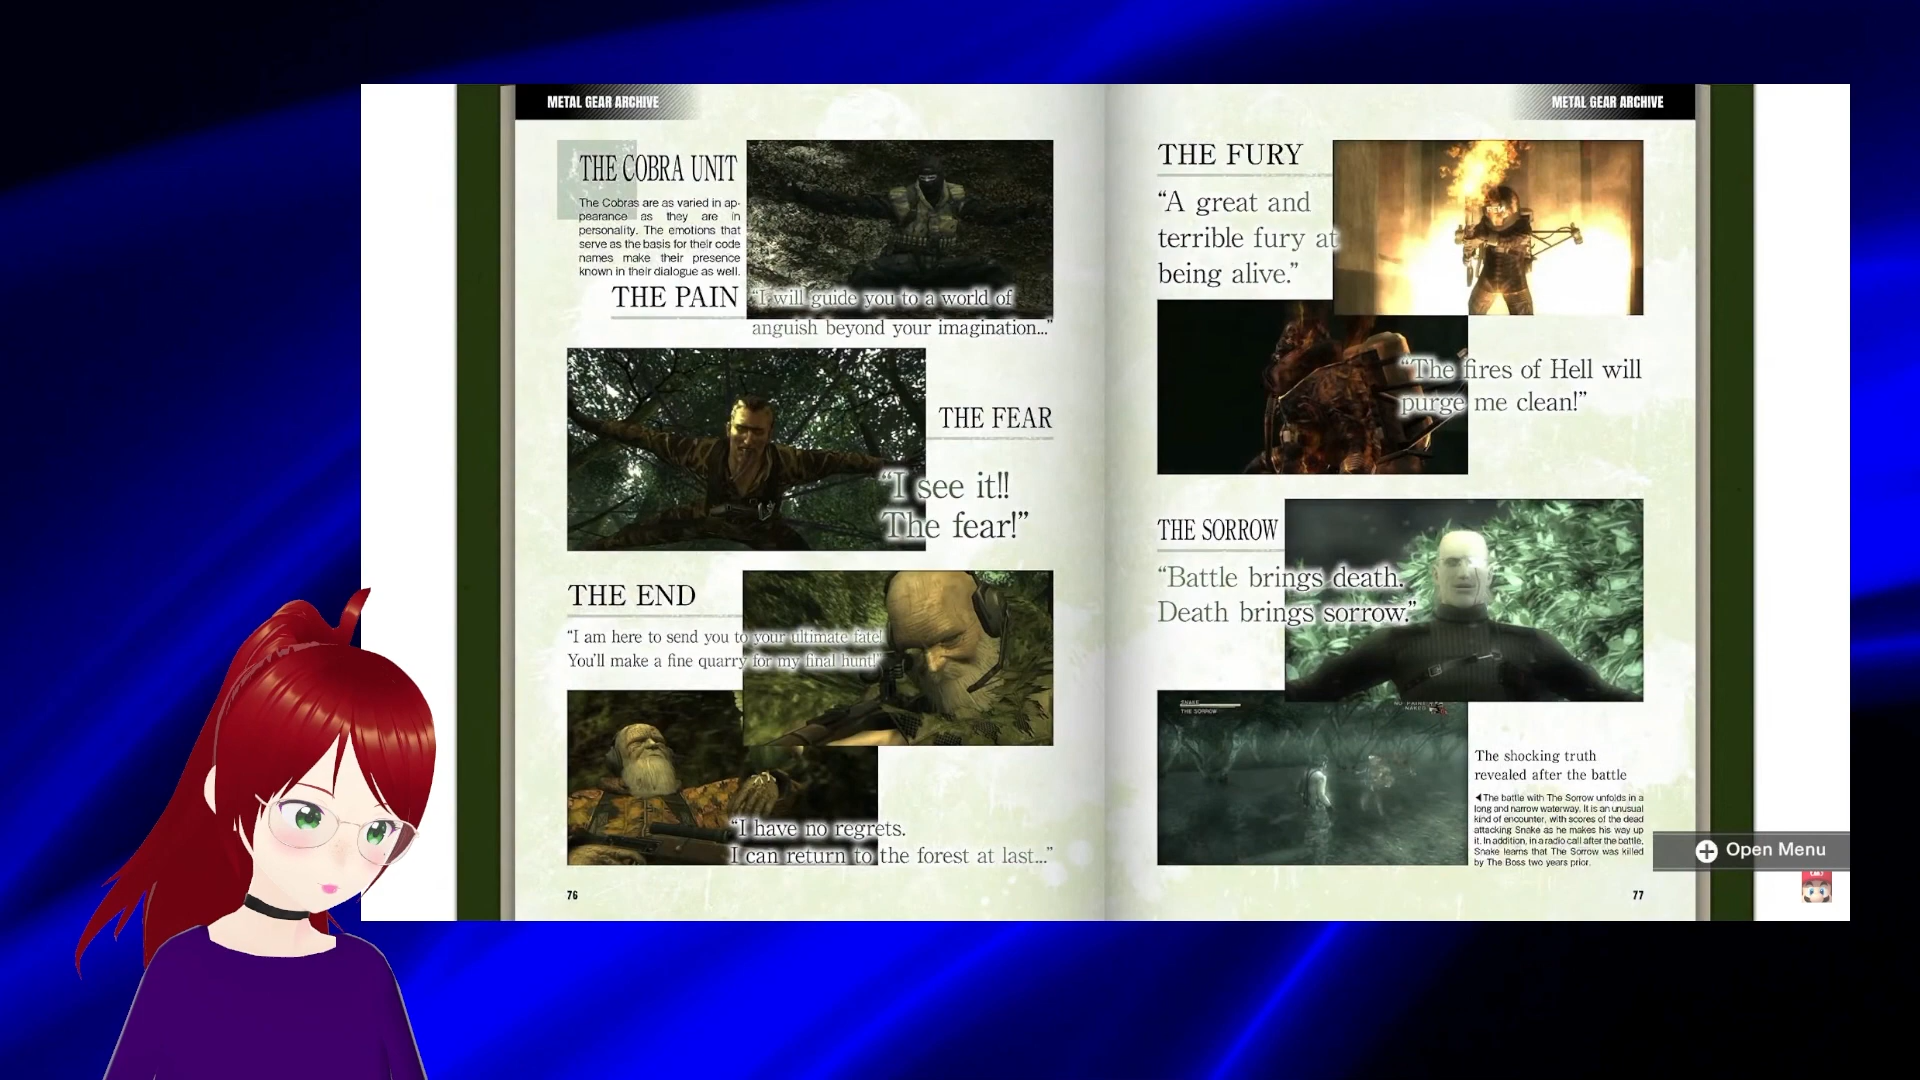 METAL GEAR ARCHIVE
THE COBRA UNIT
The Cobras are as varied in ap-
pearance as they are in
personality. The emotions that
serve as the basis for their code
names make their presence
known in their dialogue as well.
THE PAIN
“I will guide you to a world of
anguish beyond your imagination...”
THE FEAR
“I see it!!
The fear!”
THE END
“I am here to send you to your ultimate fate!
You'll make a fine quarry for my final hunt!”
“I have no regrets.
I can return to the forest at last...”
76
METAL GEAR ARCHIVE
THE FURY
“A great and
terrible fury at
being alive.”
“The fires of Hell will
purge me clean!”
THE SORROW
“Battle brings death.
Death brings sorrow.”
SNAKE
THE SORROW
The shocking truth
revealed after the battle
◀The battle with The Sorrow unfolds in a
long and narrow waterway. It is an unusual
kind of encounter, with scores of the dead
attacking Snake as he makes his way up
it. In addition, in a radio call after the battle,
Snake learns that The Sorrow was killed
by The Boss two years prior.
77
Open Menu